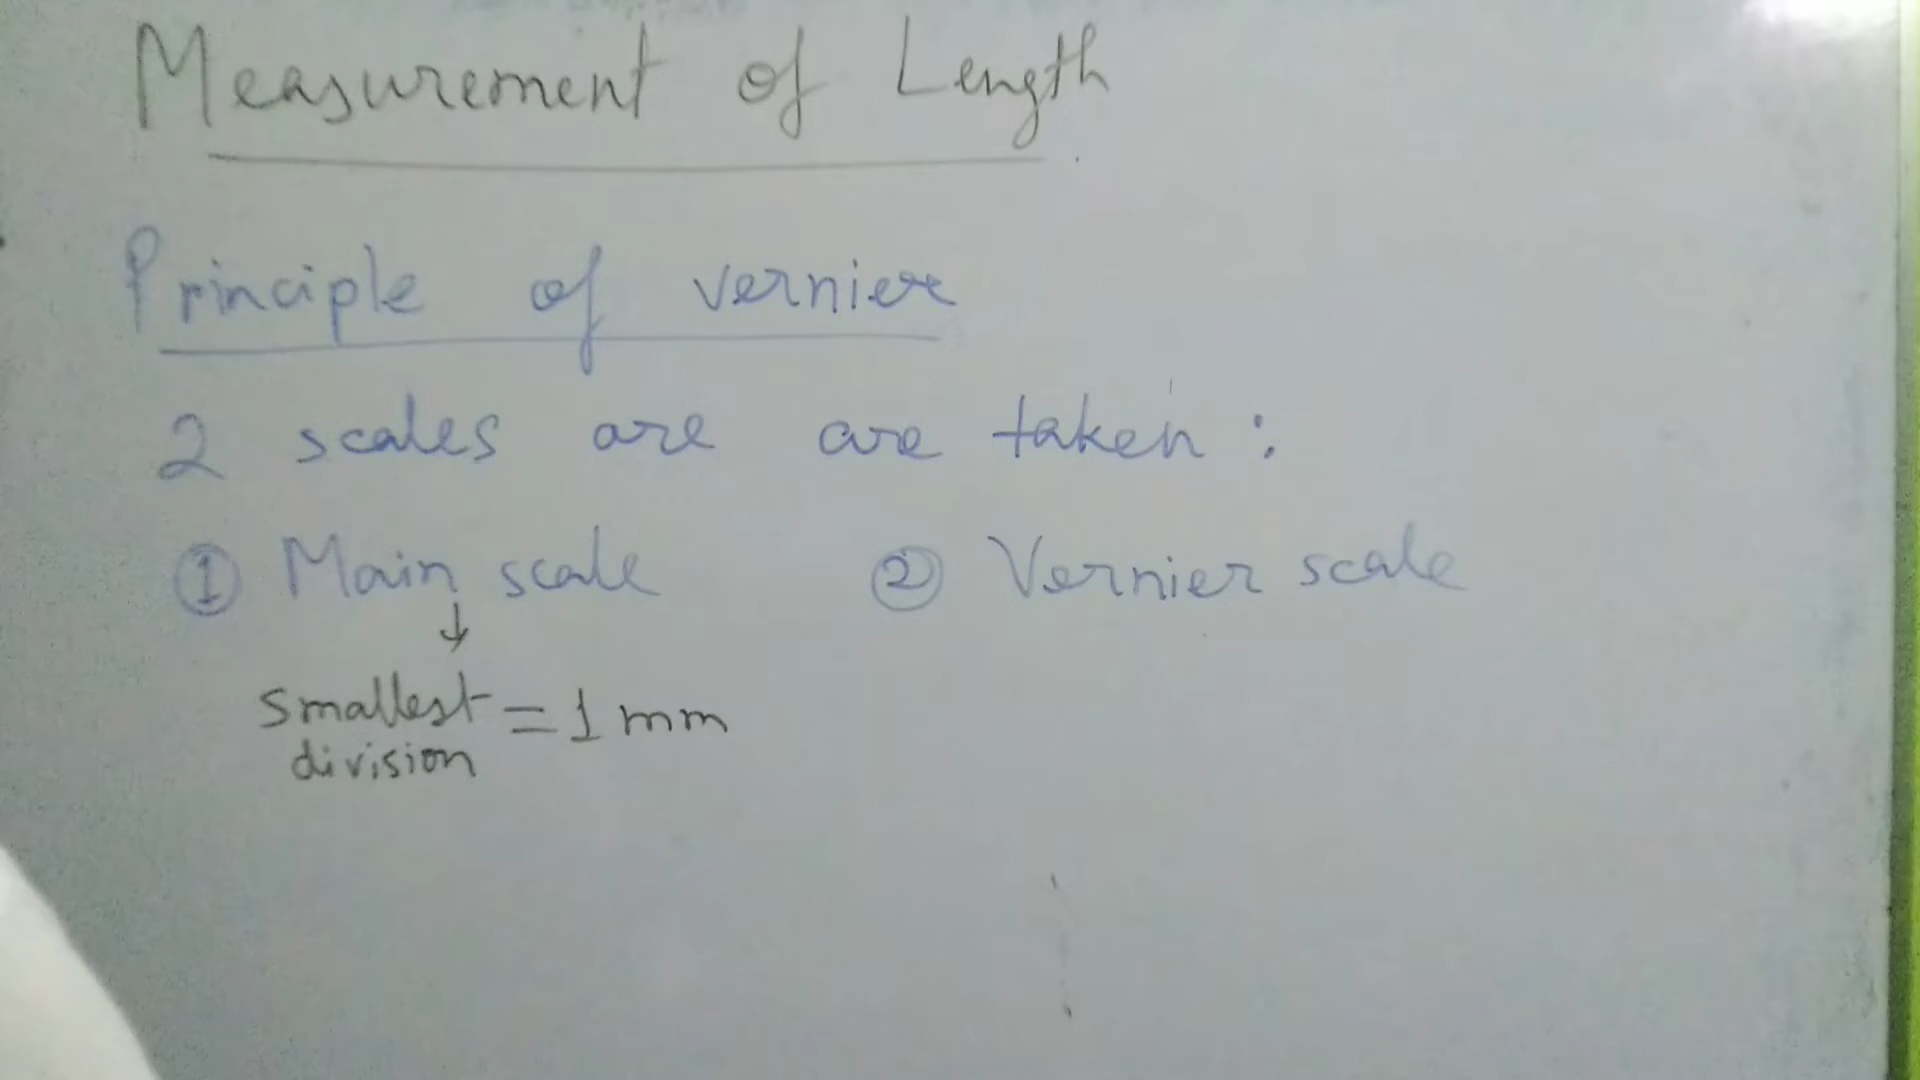 Measurement of Length
Principle of vernier
2 scales are are taken :
① Main scale ② Vernier scale
↓
smallest = 1 mm
division